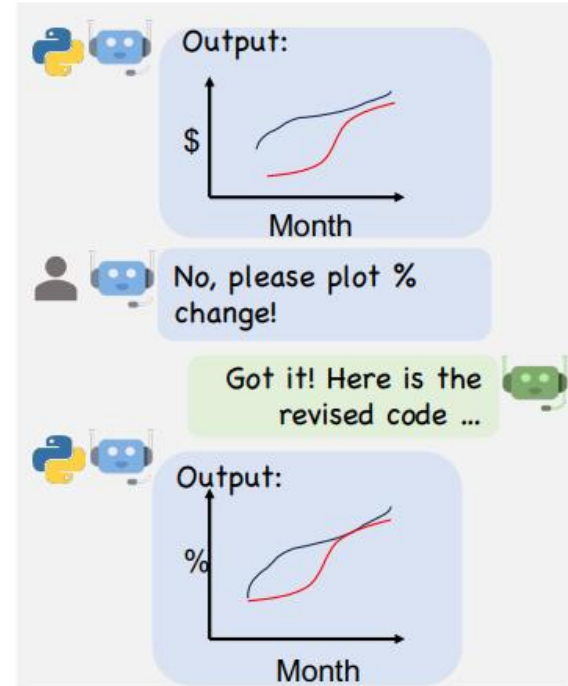 Output:
$
Month
No, please plot %
change!
Got it! Here is the
revised code ...
Output:
%
Month